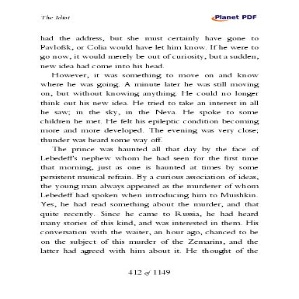 The Idiot
Planet PDF
had the address, but she must certainly have gone to
Pavlofsk, or Colia would have let him know. If he were to
go now, it would merely be out of curiosity, but a sudden,
new idea had come into his head.
However, it was something to move on and know
where he was going. A minute later he was still moving
on, but without knowing anything. He could no longer
think out his new idea. He tried to take an interest in all
he saw; in the sky, in the Neva. He spoke to some
children he met. He felt his epileptic condition becoming
more and more developed. The evening was very close;
thunder was heard some way off.
The prince was haunted all that day by the face of
Lebedeff's nephew whom he had seen for the first time
that morning, just as one is haunted at times by some
persistent musical refrain. By a curious association of ideas,
the young man always appeared as the murderer of whom
Lebedeff had spoken when introducing him to Muishkin.
Yes, he had read something about the murder, and that
quite recently. Since he came to Russia, he had heard
many stories of this kind, and was interested in them. His
conversation with the waiter, an hour ago, chanced to be
on the subject of this murder of the Zemarins, and the
latter had agreed with him about it. He thought of the
412 of 1149